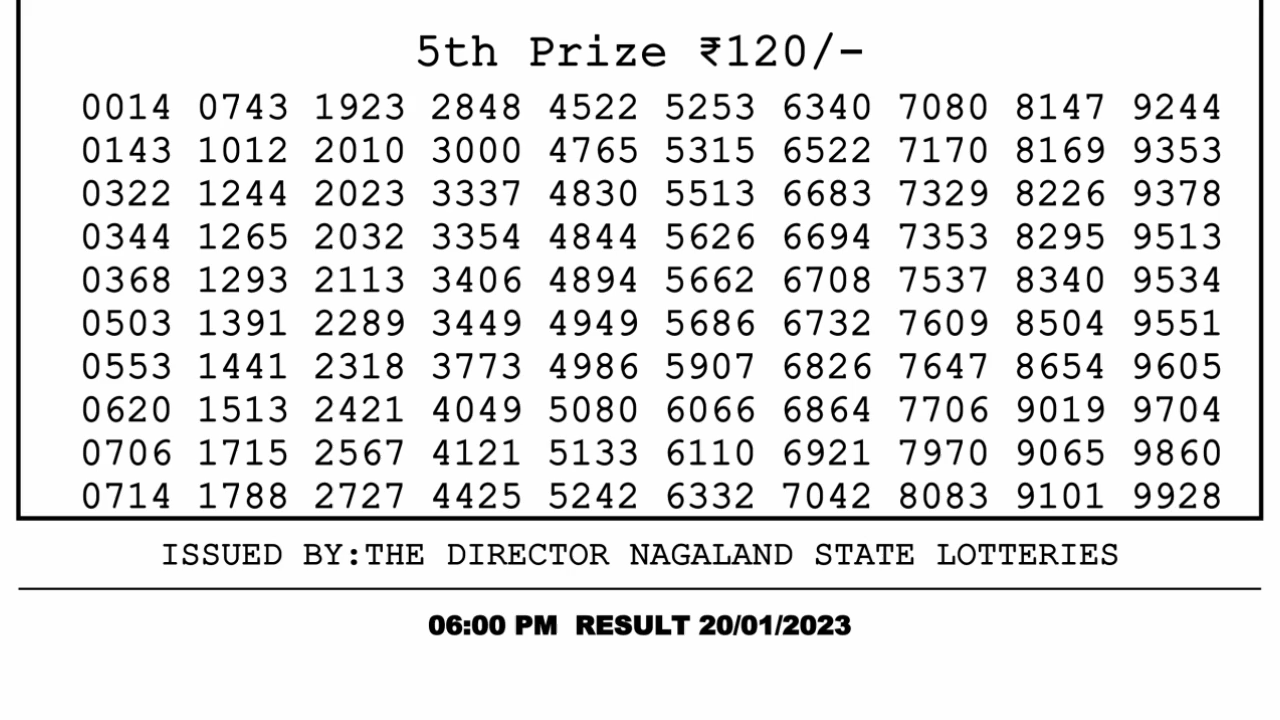 5th Prize ₹120/-
0014 0743 1923 2848 4522 5253 6340 7080 8147 9244
0143 1012 2010 3000 4765 5315 6522 7170 8169 9353
0322 1244 2023 3337 4830 5513 6683 7329 8226 9378
0344 1265 2032 3354 4844 5626 6694 7353 8295 9513
0368 1293 2113 3406 4894 5662 6708 7537 8340 9534
0503 1391 2289 3449 4949 5686 6732 7609 8504 9551
0553 1441 2318 3773 4986 5907 6826 7647 8654 9605
0620 1513 2421 4049 5080 6066 6864 7706 9019 9704
0706 1715 2567 4121 5133 6110 6921 7970 9065 9860
0714 1788 2727 4425 5242 6332 7042 8083 9101 9928
ISSUED BY:THE DIRECTOR NAGALAND STATE LOTTERIES
06:00 PM RESULT 20/01/2023